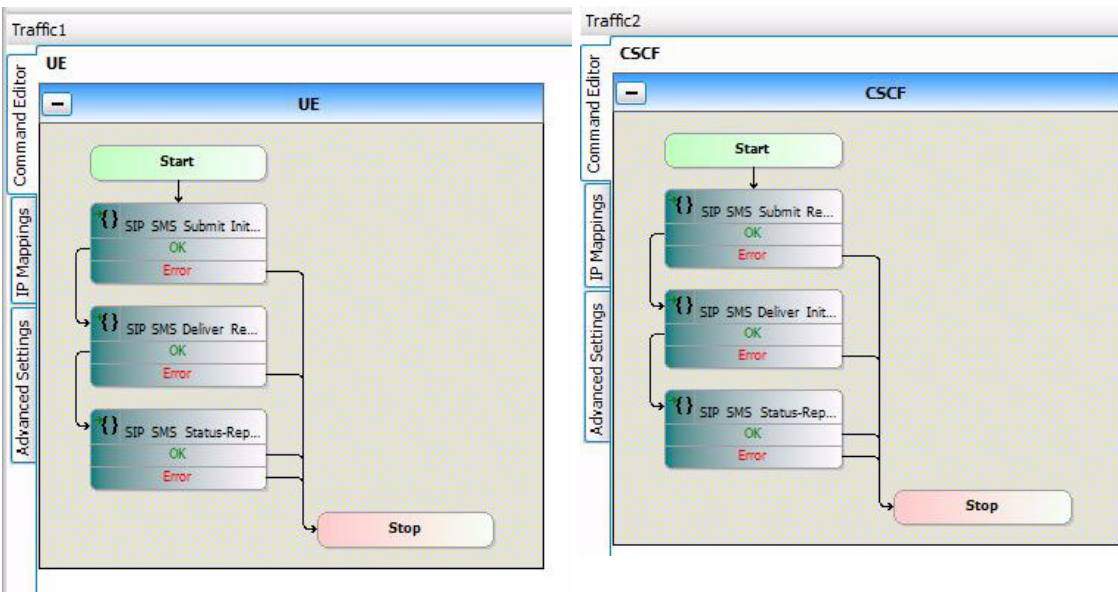 Traffic1
UE
UE
Command Editor
IP Mappings
Advanced Settings
Start
{} SIP SMS Submit Init...
OK
Error
{} SIP SMS Deliver Re...
OK
Error
{} SIP SMS Status-Rep...
OK
Error
Stop
Traffic2
CSCF
CSCF
Command Editor
IP Mappings
Advanced Settings
Start
{} SIP SMS Submit Re...
OK
Error
{} SIP SMS Deliver Init...
OK
Error
{} SIP SMS Status-Rep...
OK
Error
Stop